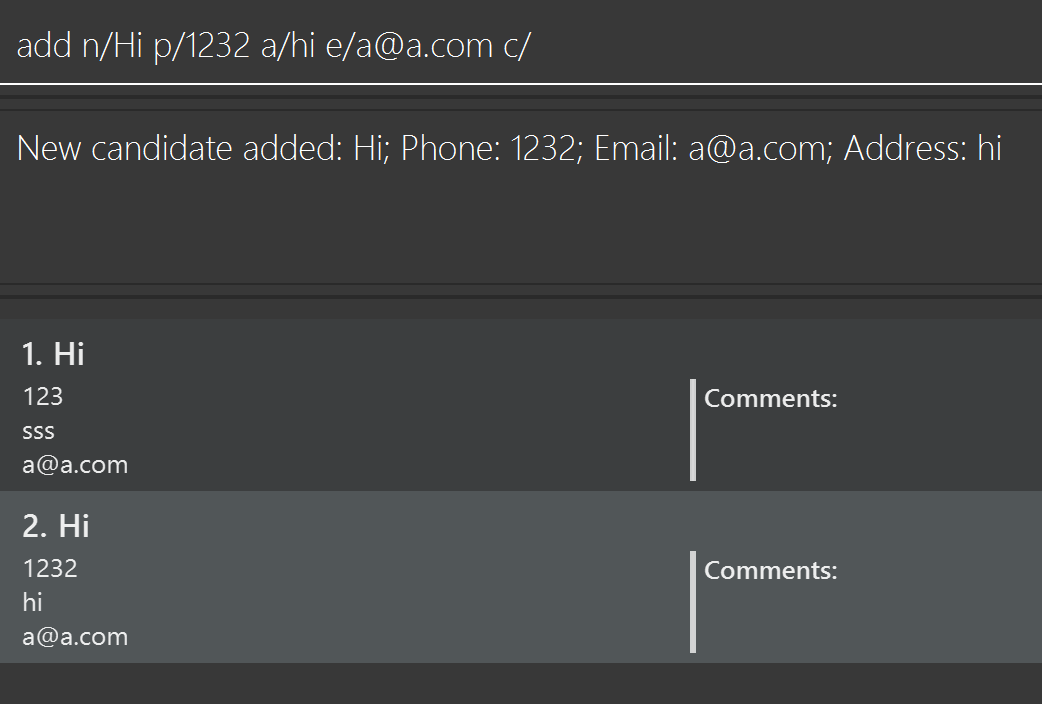 add n/Hi p/1232 a/hi e/a@a.com c/
New candidate added: Hi; Phone: 1232; Email: a@a.com; Address: hi
1. Hi
123
sss
a@a.com
Comments:
2. Hi
1232
hi
a@a.com
Comments: